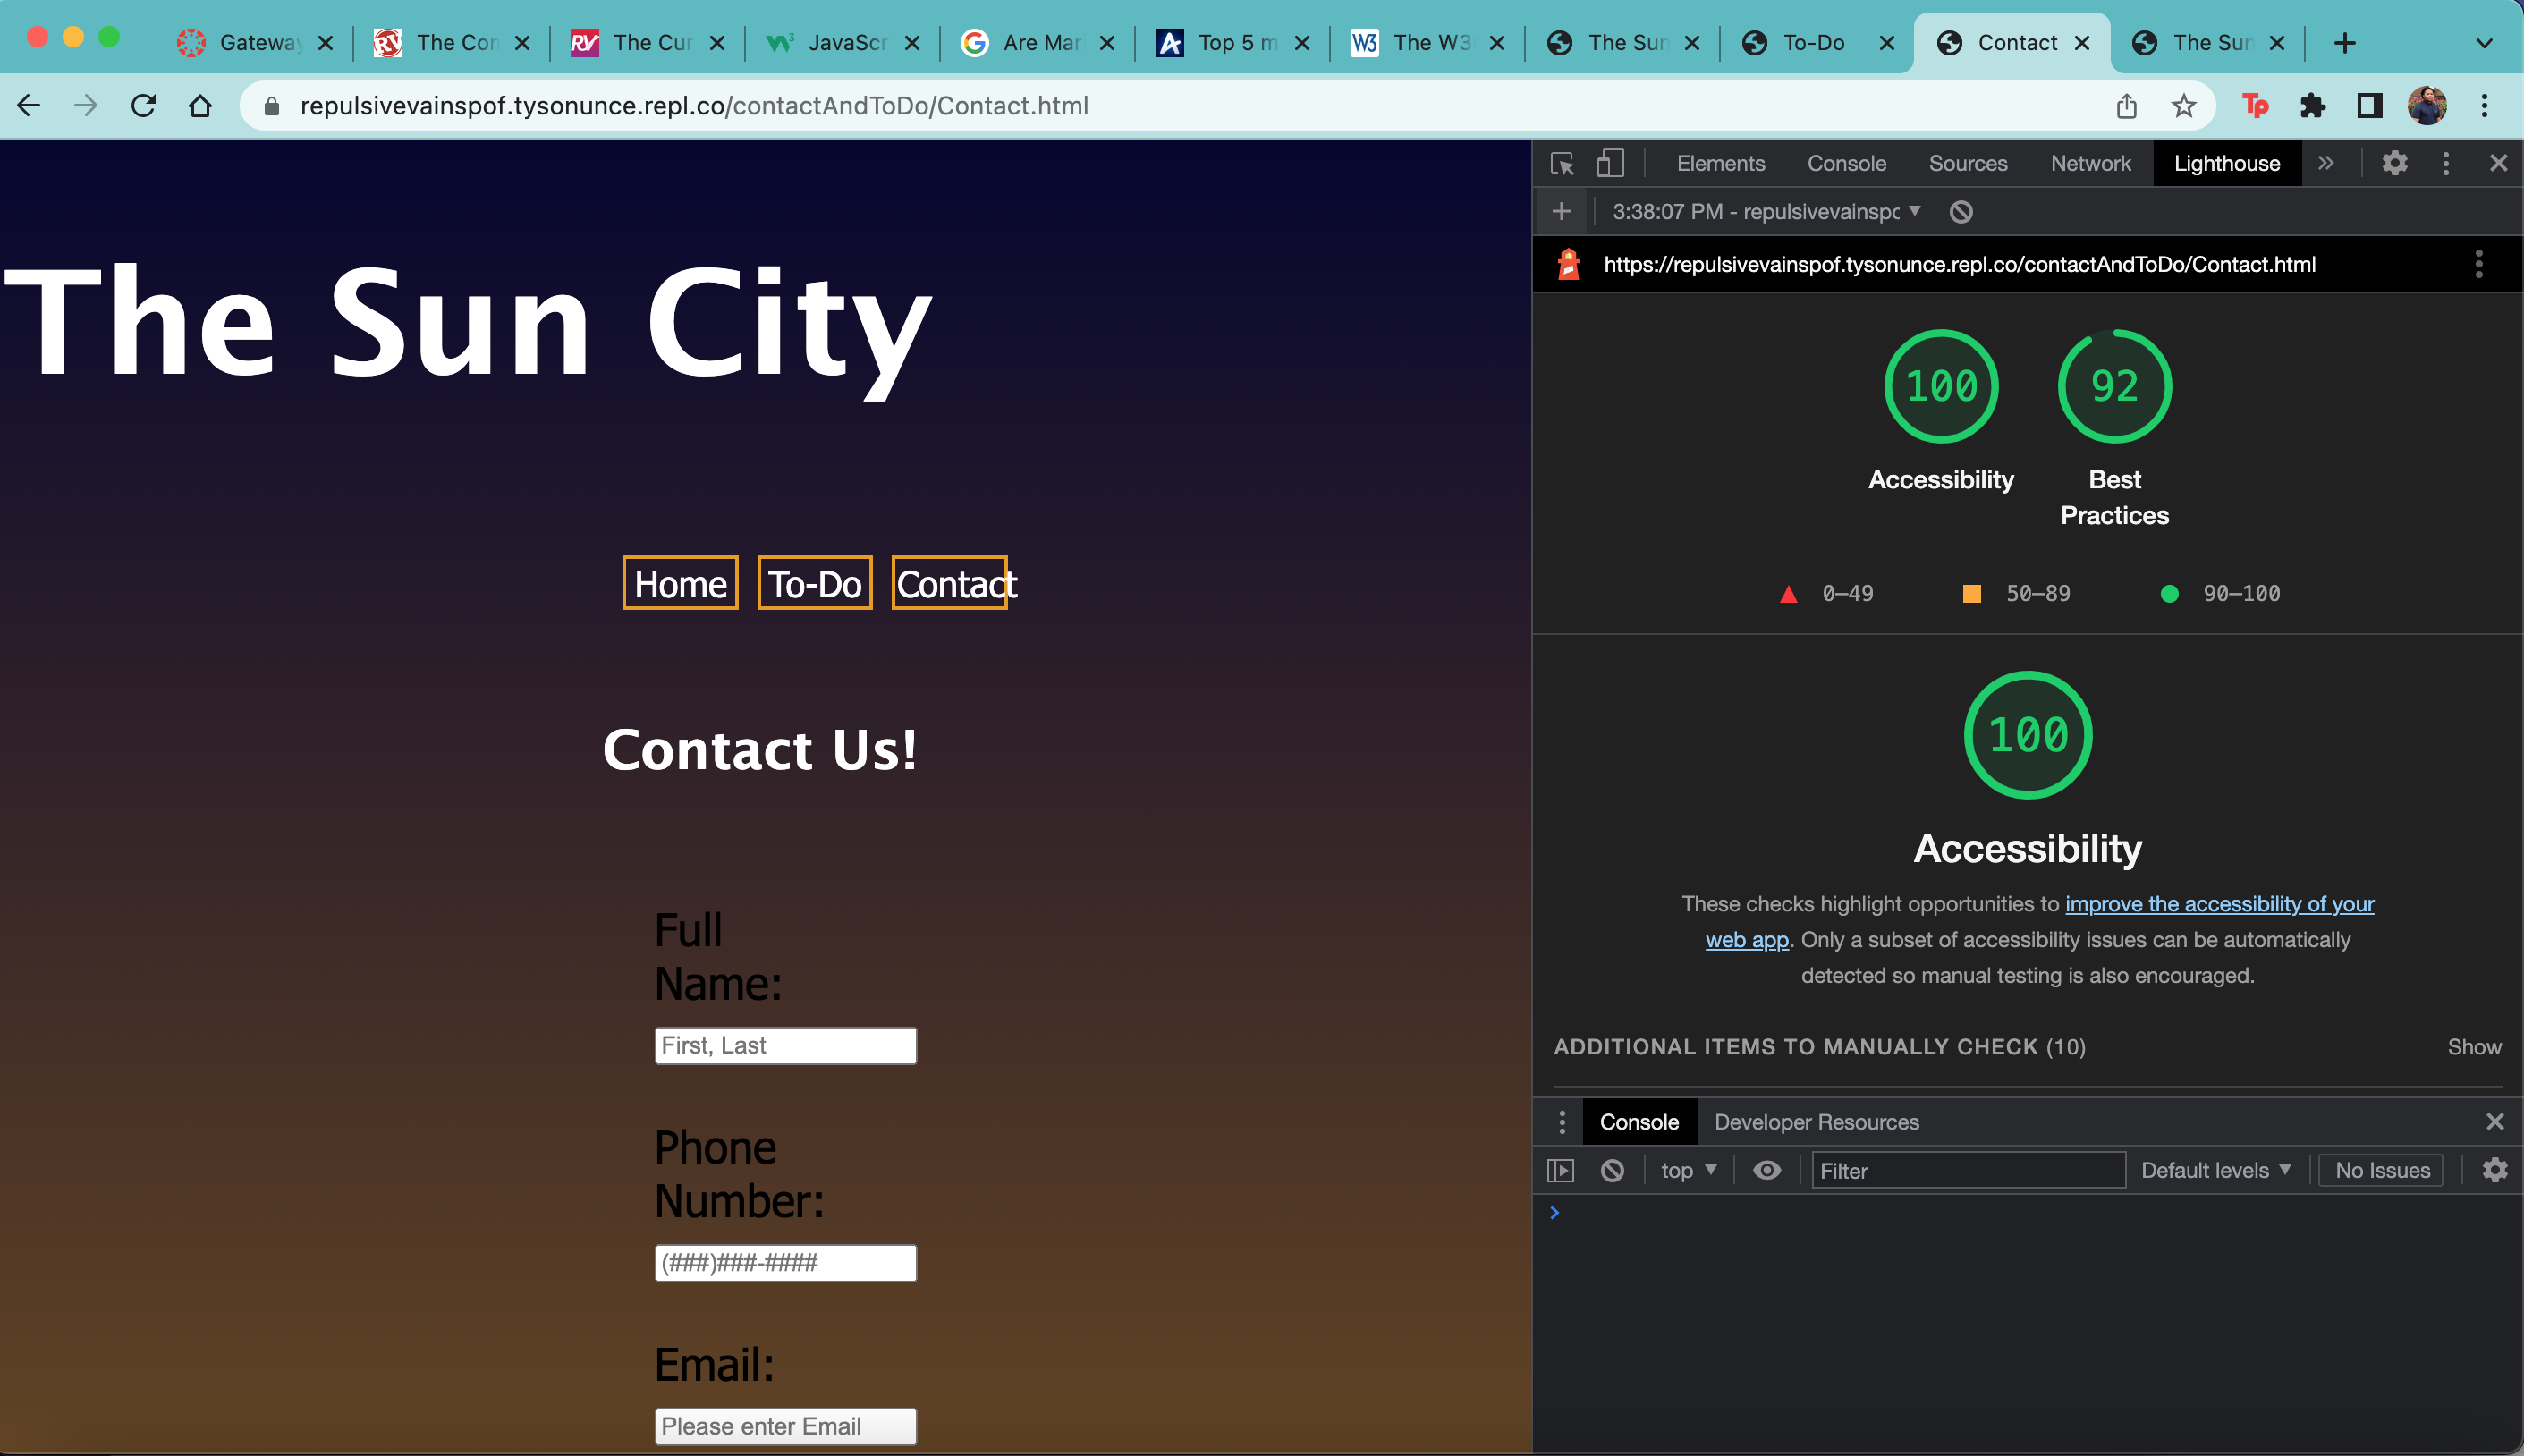 Gateway
The Con
The Cur
JavaScr
Are Mar
Top 5 m
The W3
The Sun
To-Do
Contact
The Sun
repulsivevainspof.tysonunce.repl.co/contactAndToDo/Contact.html
The Sun City
Home To-Do Contact
Contact Us!
Full
Name:
First, Last
Phone
Number:
(###)###-####
Email:
Please enter Email
Elements Console Sources Network Lighthouse
3:38:07 PM - repulsivevainspo
https://repulsivevainspof.tysonunce.repl.co/contactAndToDo/Contact.html
100 92
Accessibility Best
Practices
0–49 50–89 90–100
100
Accessibility
These checks highlight opportunities to improve the accessibility of your
web app. Only a subset of accessibility issues can be automatically
detected so manual testing is also encouraged.
ADDITIONAL ITEMS TO MANUALLY CHECK (10) Show
Console Developer Resources
top Filter Default levels No Issues